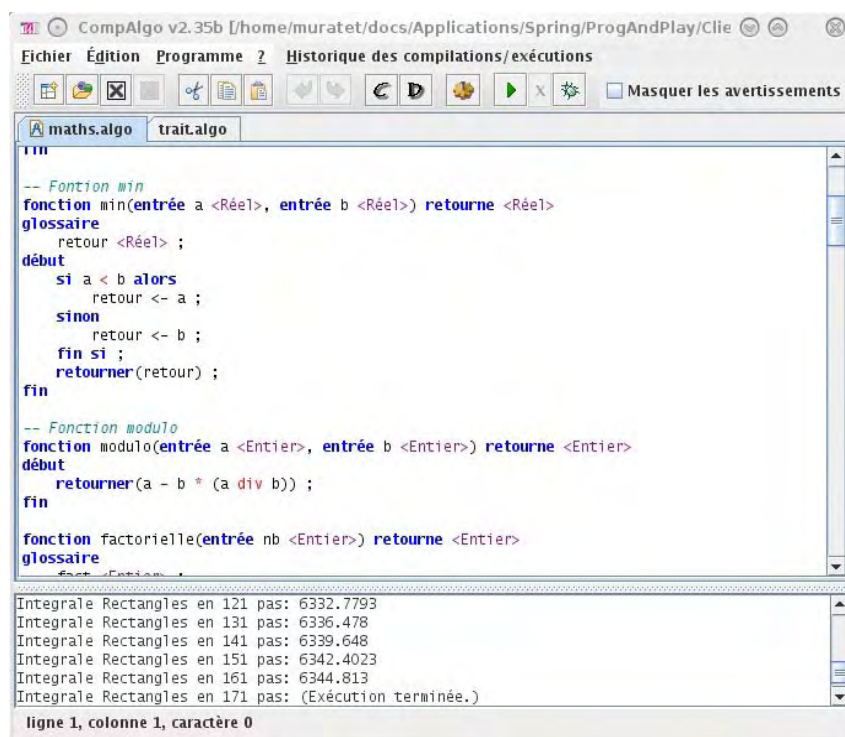 CompAlgo v2.35b [/home/muratet/docs/Applications/Spring/ProgAndPlay/Clie
Fichier Édition Programme ? Historique des compilations/exécutions
C D X Masquer les avertissements
A maths.algo trait.algo
fin
-- Fontion min
fonction min(entrée a <Réel>, entrée b <Réel>) retourne <Réel>
glossaire
retour <Réel> ;
début
si a < b alors
retour <- a ;
sinon
retour <- b ;
fin si ;
retourner(retour) ;
fin
-- Fonction modulo
fonction modulo(entrée a <Entier>, entrée b <Entier>) retourne <Entier>
début
retourner(a - b * (a div b)) ;
fin
fonction factorielle(entrée nb <Entier>) retourne <Entier>
glossaire
fact <Entier> ;
Integrale Rectangles en 121 pas: 6332.7793
Integrale Rectangles en 131 pas: 6336.478
Integrale Rectangles en 141 pas: 6339.648
Integrale Rectangles en 151 pas: 6342.4023
Integrale Rectangles en 161 pas: 6344.813
Integrale Rectangles en 171 pas: (Exécution terminée.)
ligne 1, colonne 1, caractère 0